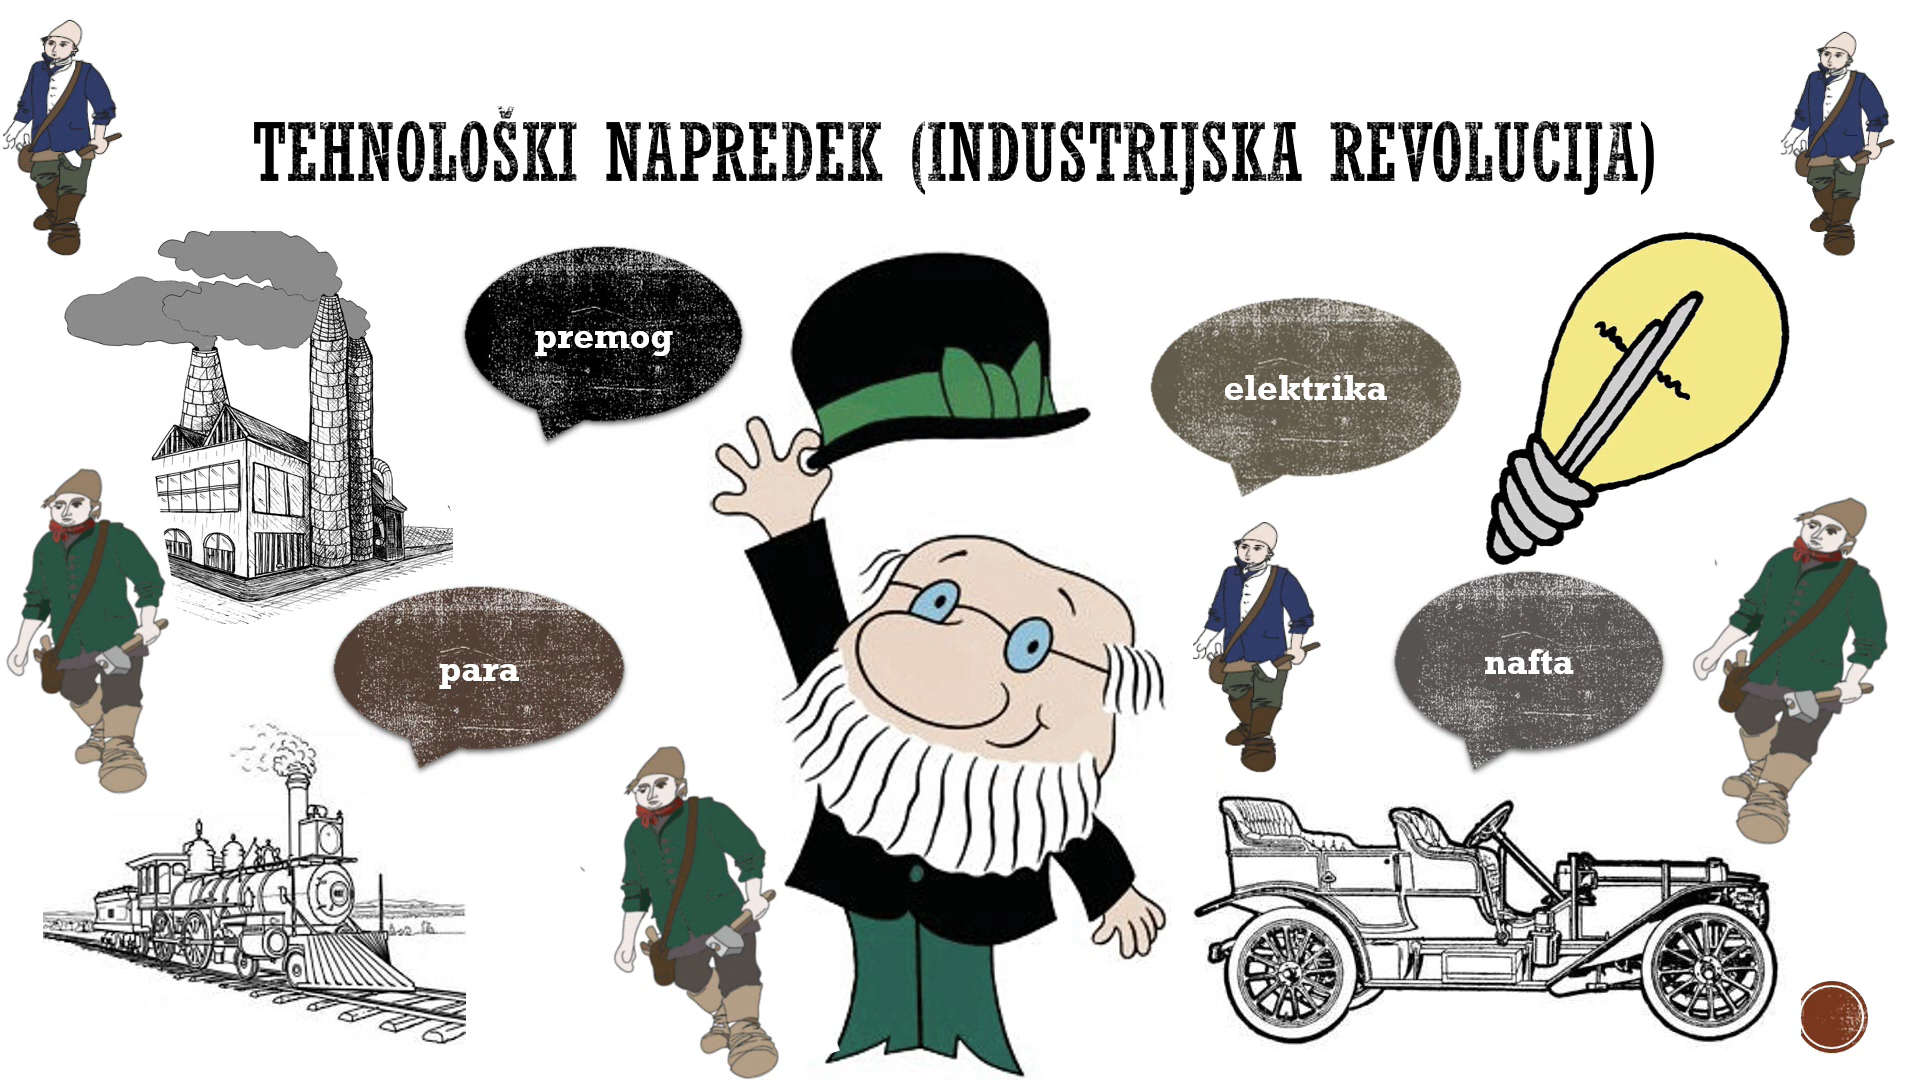 TEHNOLOŠKI NAPREDEK (INDUSTRIJSKA REVOLUCIJA)
premog
elektrika
para
nafta